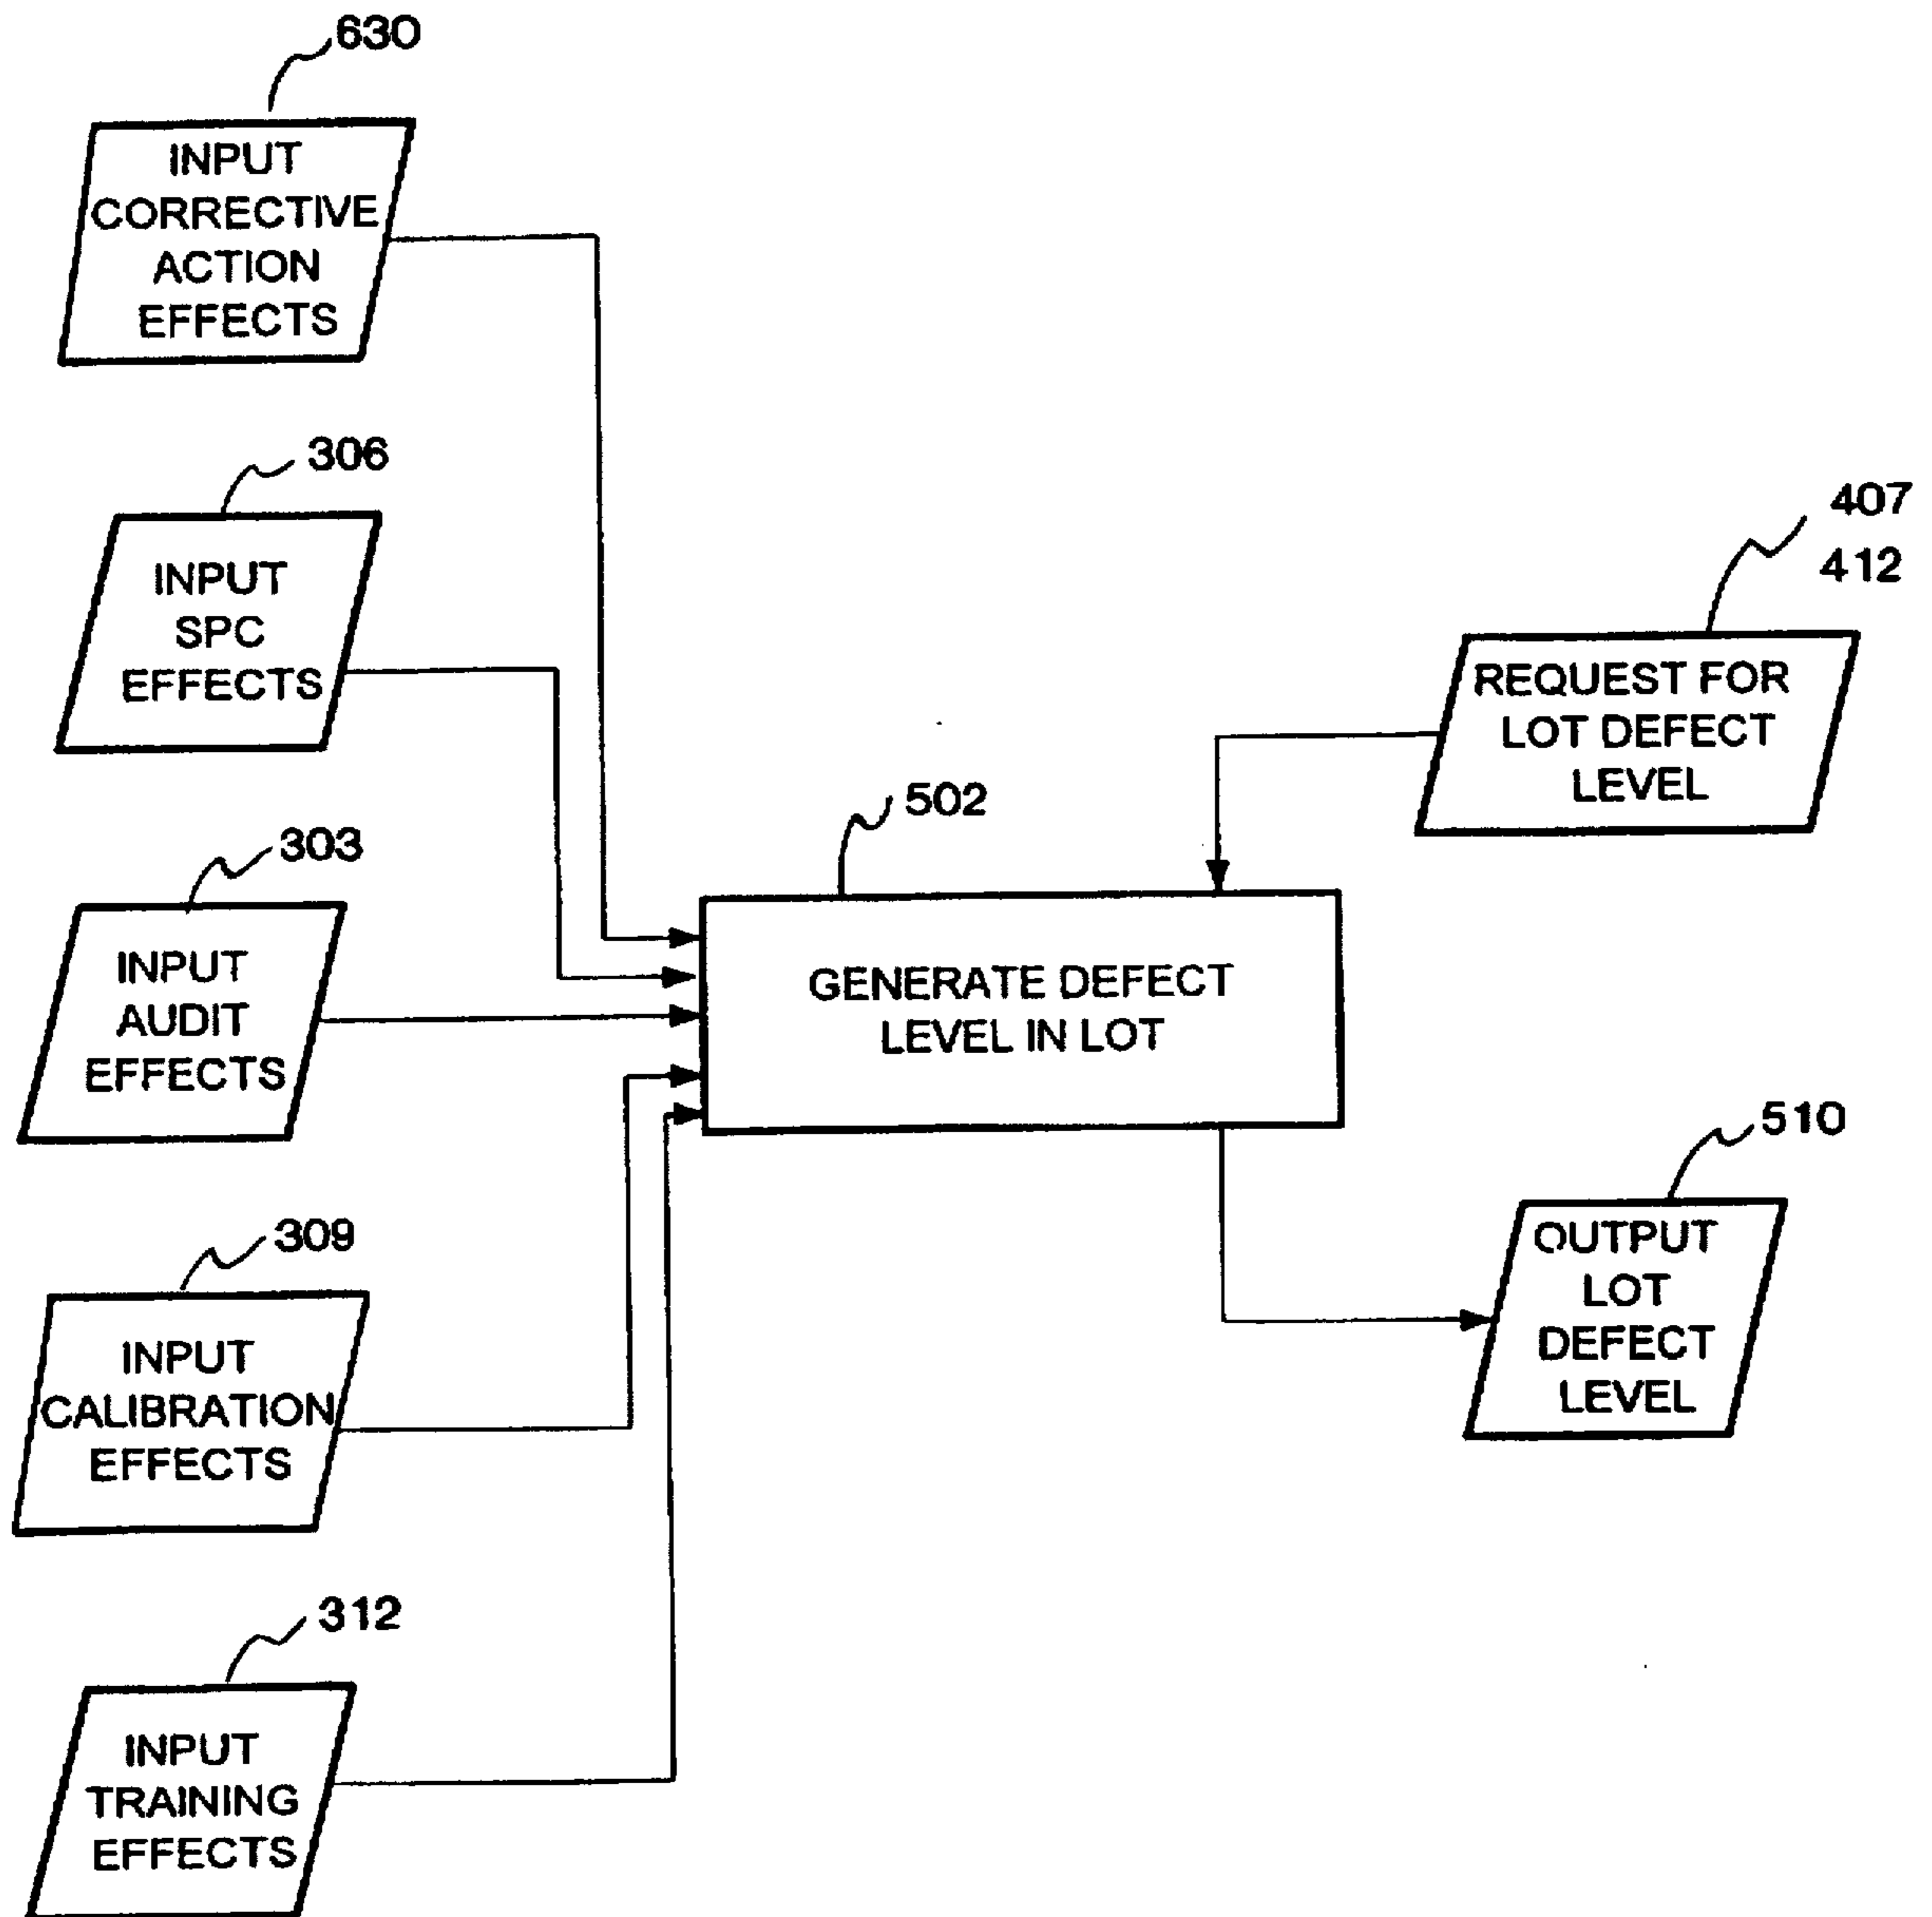 630
INPUT
CORRECTIVE
ACTION
EFFECTS
306
INPUT
SPC
EFFECTS
303
INPUT
AUDIT
EFFECTS
309
INPUT
CALIBRATION
EFFECTS
312
INPUT
TRAINING
EFFECTS
502
GENERATE DEFECT
LEVEL IN LOT
407
412
REQUEST FOR
LOT DEFECT
LEVEL
510
OUTPUT
LOT
DEFECT
LEVEL